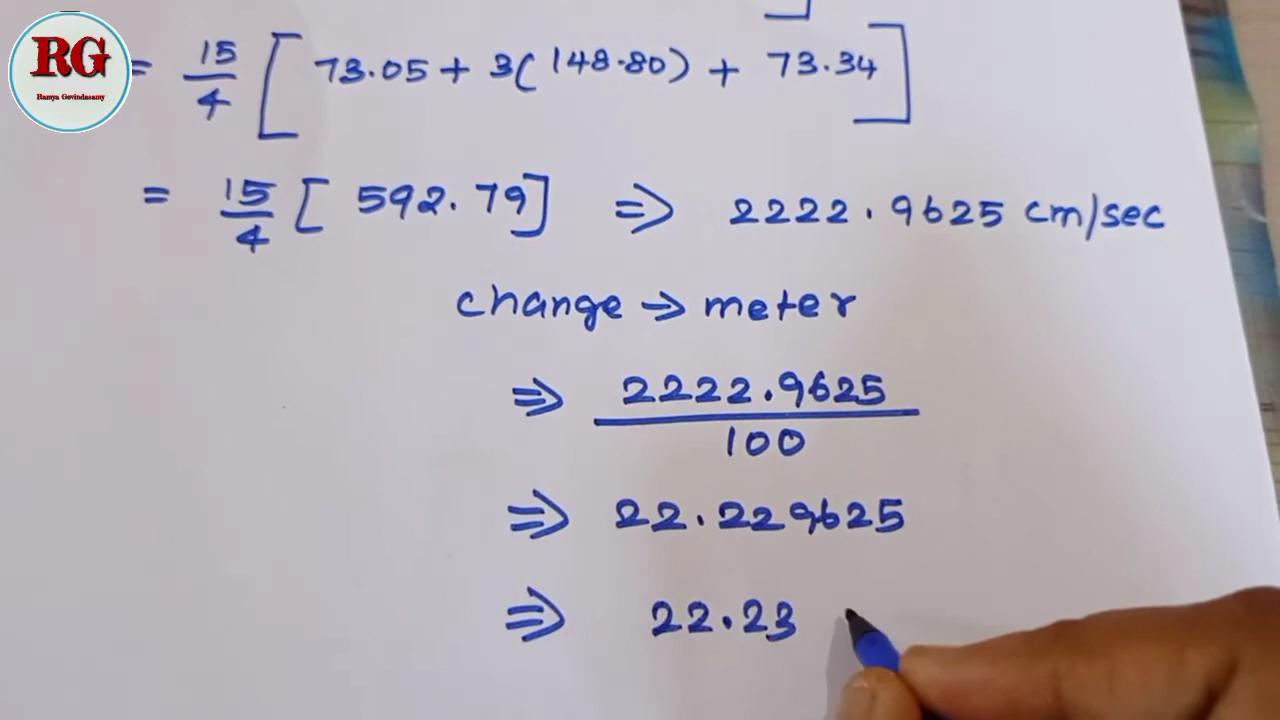 RG
Ramya Govindasamy
= 15/4 [ 73.05 + 3(148.80) + 73.34 ]
= 15/4 [ 592.79] ⇒ 2222.9625 cm/sec
change → meter
⇒ 2222.9625
100
⇒ 22.229625
⇒ 22.23